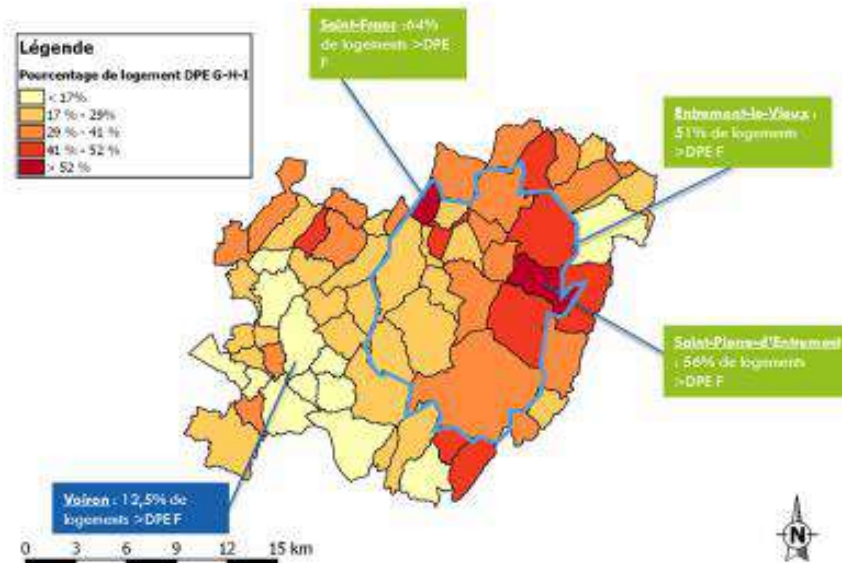 Saint-Franc : 64%
de logements >DPE
F
Légende
Pourcentage de logement DPE G-H-I
< 17%
17 % - 29%
29 % - 41 %
41 % - 52 %
> 52 %
Entremont-le-Vieux :
51% de logements
>DPE F
Saint-Pierre-d'Entremont
: 56% de logements
>DPE F
Voiron : 12,5% de
logements >DPE F
0 3 6 9 12 15 km
N